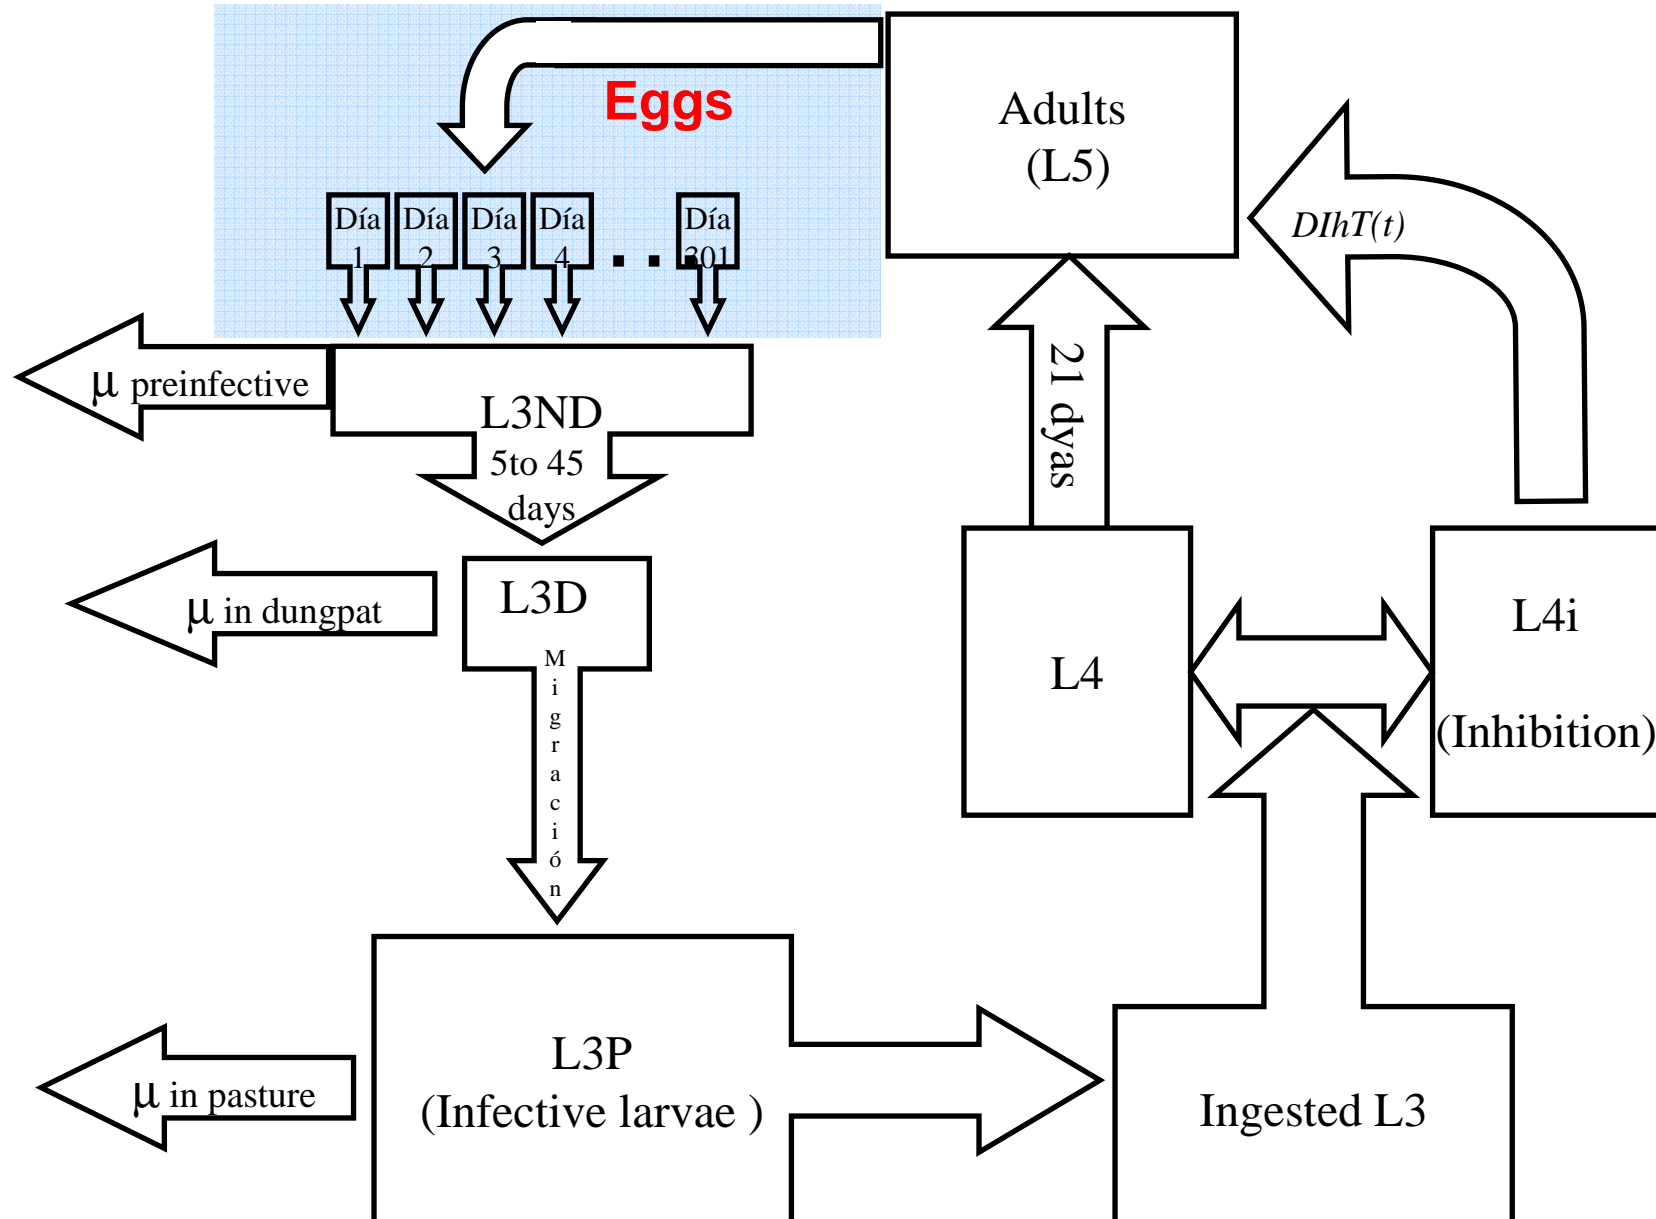 Eggs
Adults
(L5)
Día
1
Día
2
Día
3
Día
4
. . .
Día
301
DIhT(t)
µ preinfective
L3ND
5to 45
days
21 dyas
µ in dungpat
L3D
Migración
L4
L4i
(Inhibition)
L3P
(Infective larvae )
µ in pasture
Ingested L3